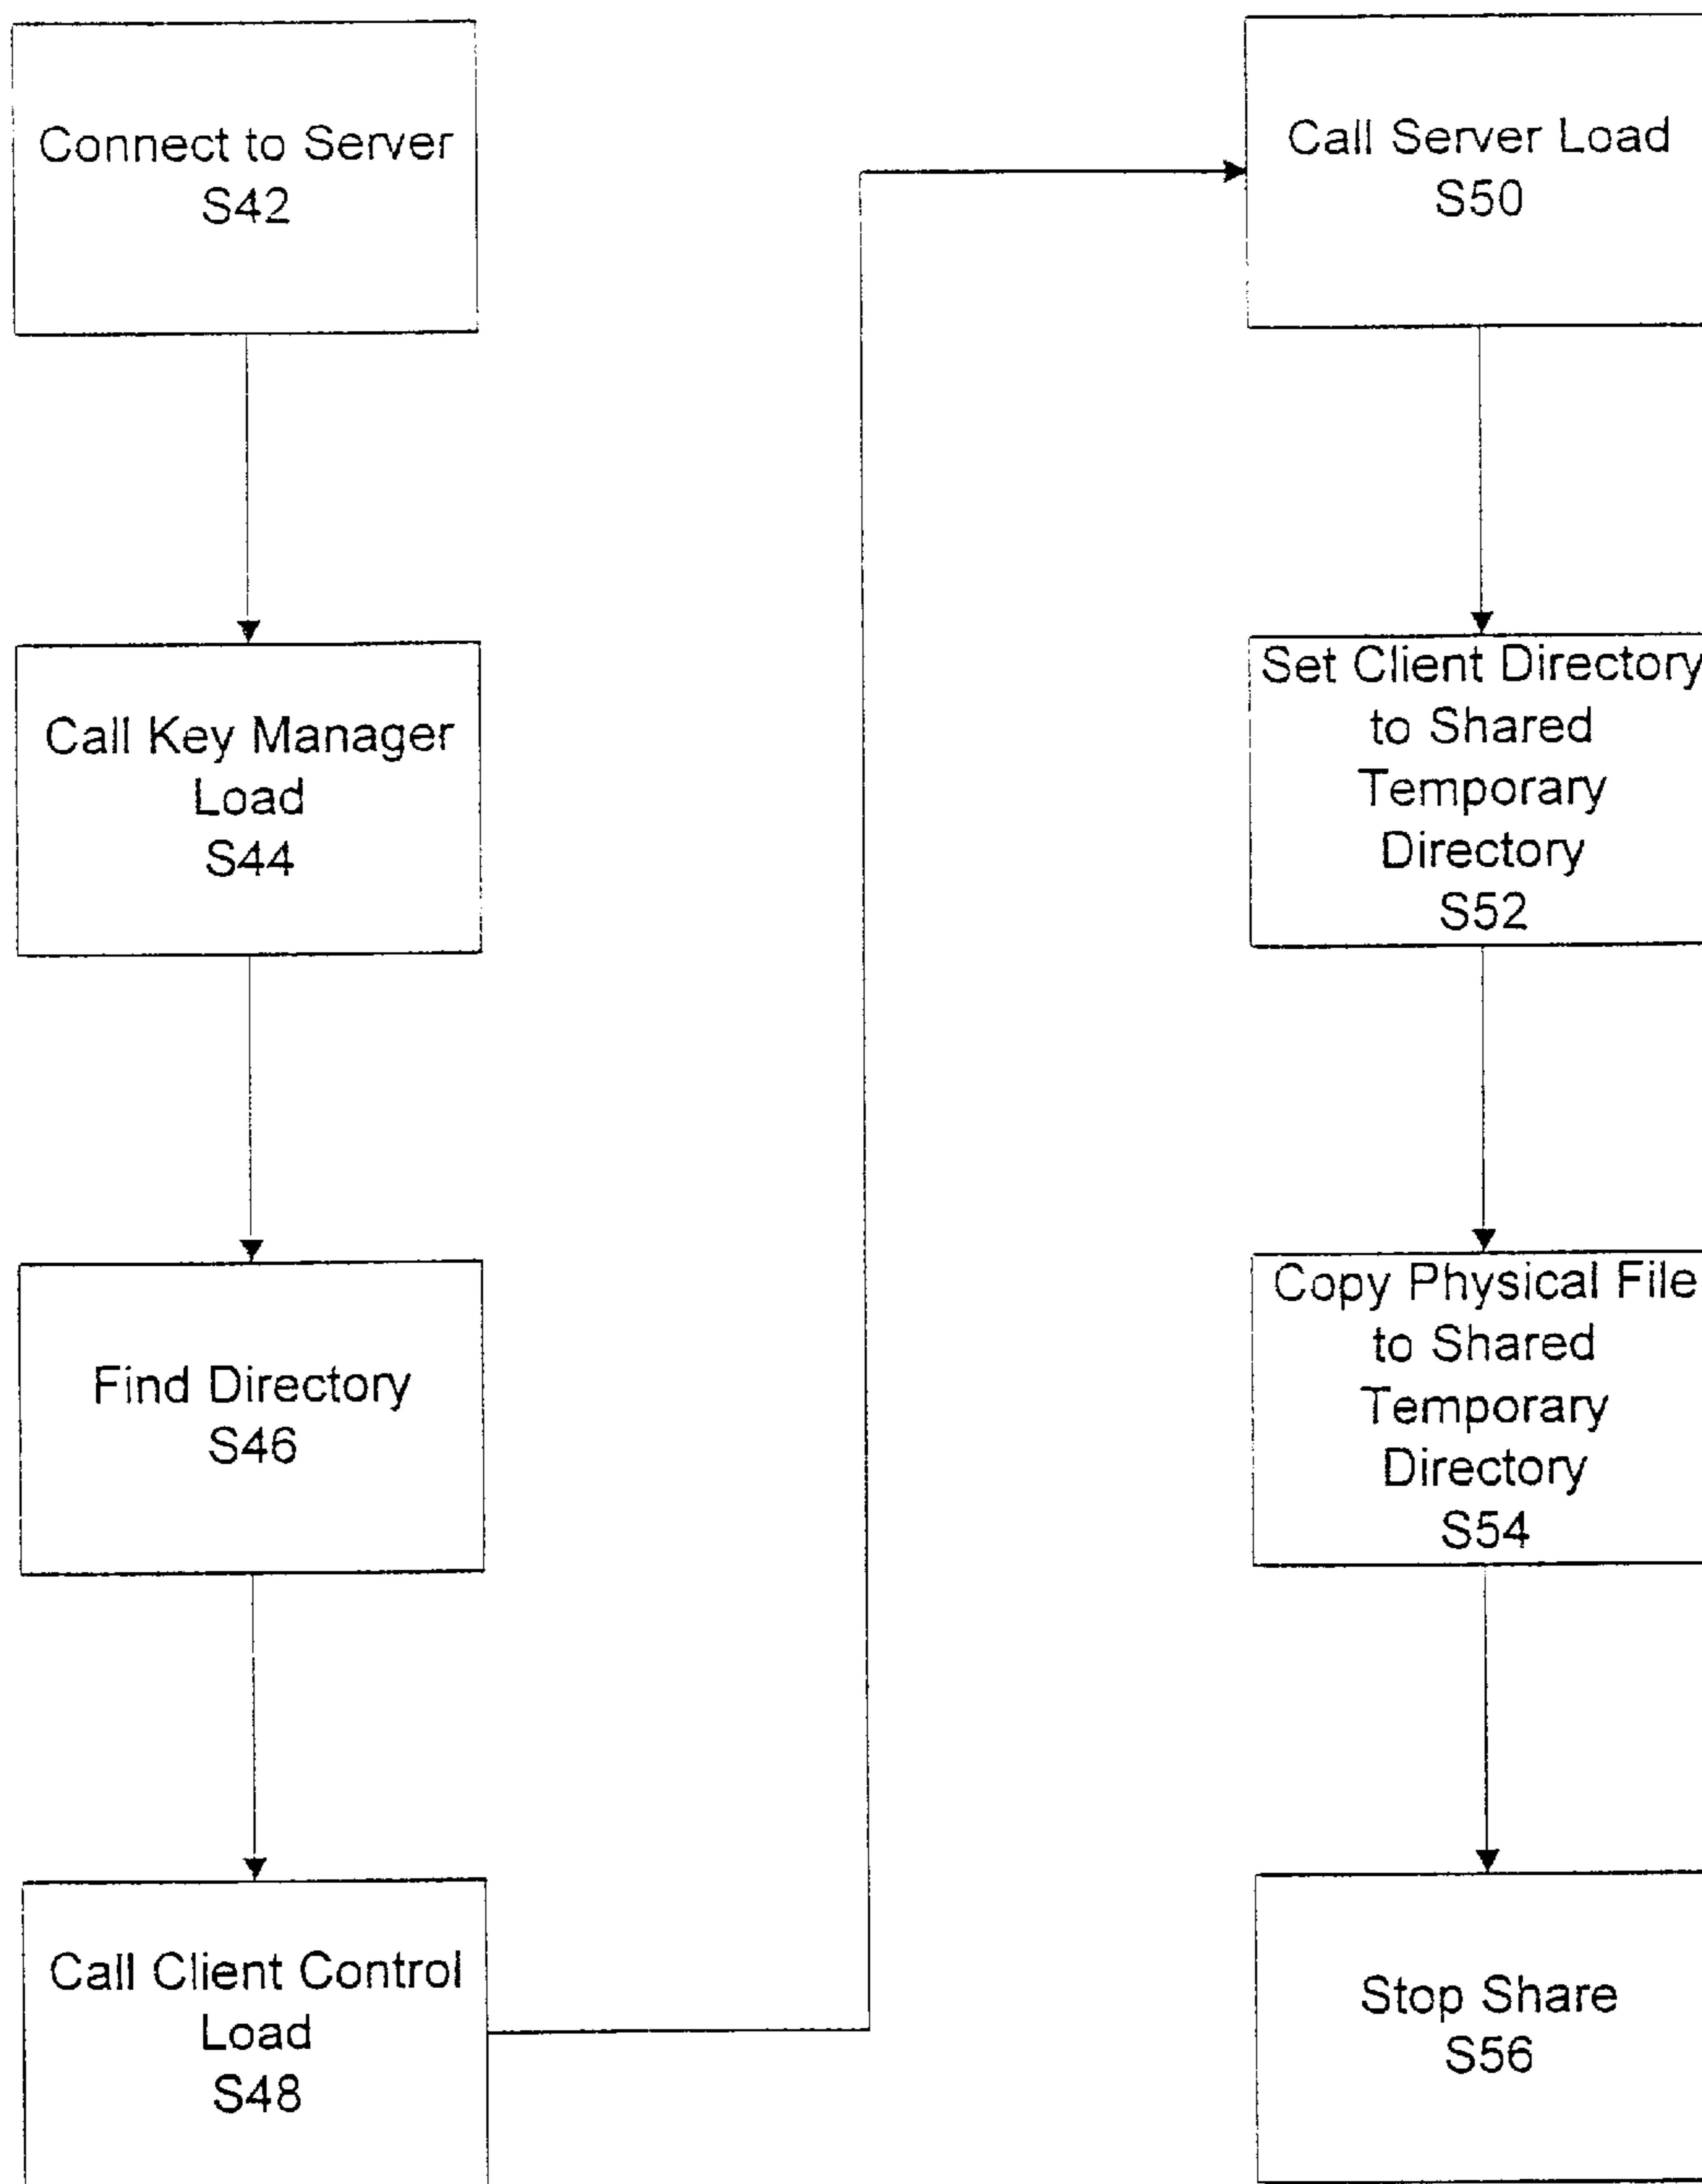 Connect to Server
S42
Call Key Manager
Load
S44
Find Directory
S46
Call Client Control
Load
S48
Call Server Load
S50
Set Client Directory
to Shared
Temporary
Directory
S52
Copy Physical File
to Shared
Temporary
Directory
S54
Stop Share
S56